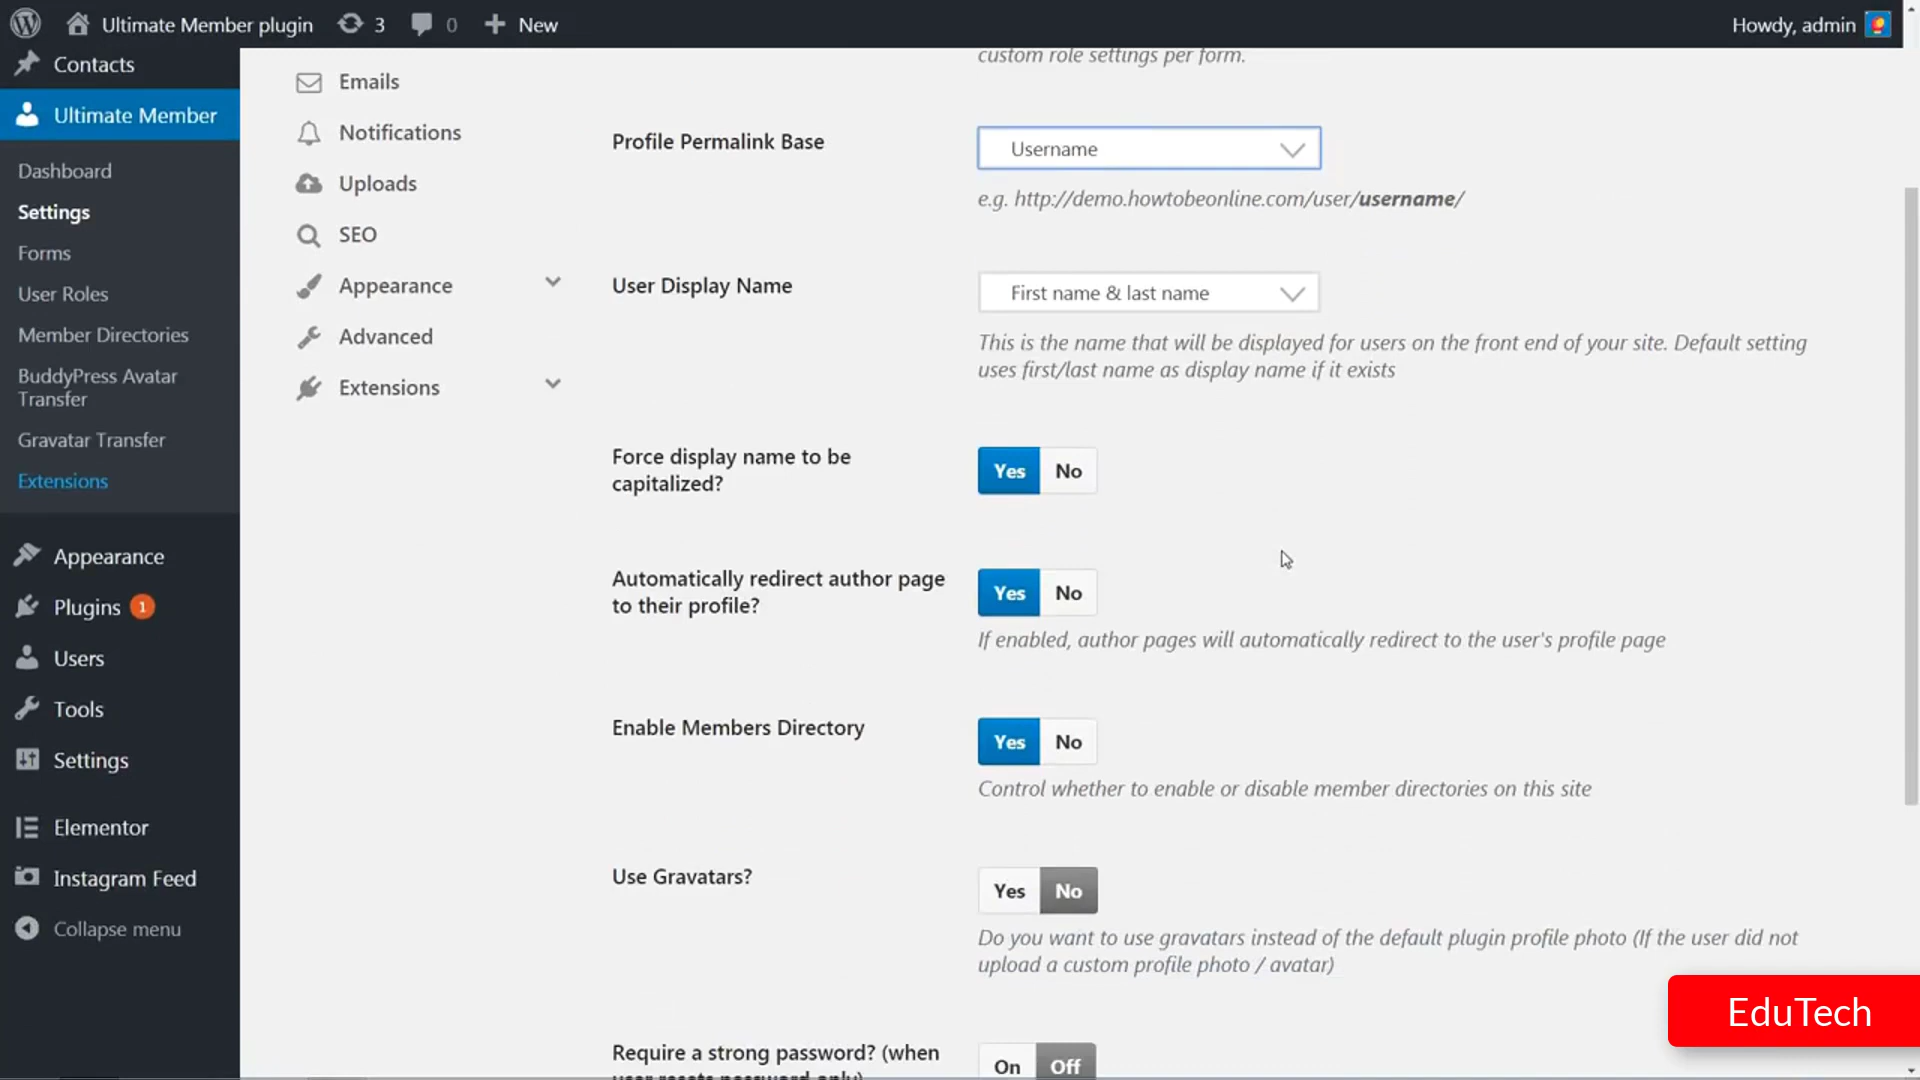 Ultimate Member plugin
3
0
New
Howdy, admin
Contacts
Ultimate Member
Dashboard
Settings
Forms
User Roles
Member Directories
BuddyPress Avatar
Transfer
Gravatar Transfer
Extensions
Appearance
Plugins 1
Users
Tools
Settings
Elementor
Instagram Feed
Collapse menu
Emails
Notifications
Uploads
SEO
Appearance
Advanced
Extensions
custom role settings per form.
Profile Permalink Base
Username
e.g. http://demo.howtobeonline.com/user/username/
User Display Name
First name & last name
This is the name that will be displayed for users on the front end of your site. Default setting
uses first/last name as display name if it exists
Force display name to be
capitalized?
Yes No
Automatically redirect author page
to their profile?
Yes No
If enabled, author pages will automatically redirect to the user's profile page
Enable Members Directory
Yes No
Control whether to enable or disable member directories on this site
Use Gravatars?
Yes No
Do you want to use gravatars instead of the default plugin profile photo (If the user did not
upload a custom profile photo / avatar)
Require a strong password? (when
user resets password only)
On Off
EduTech